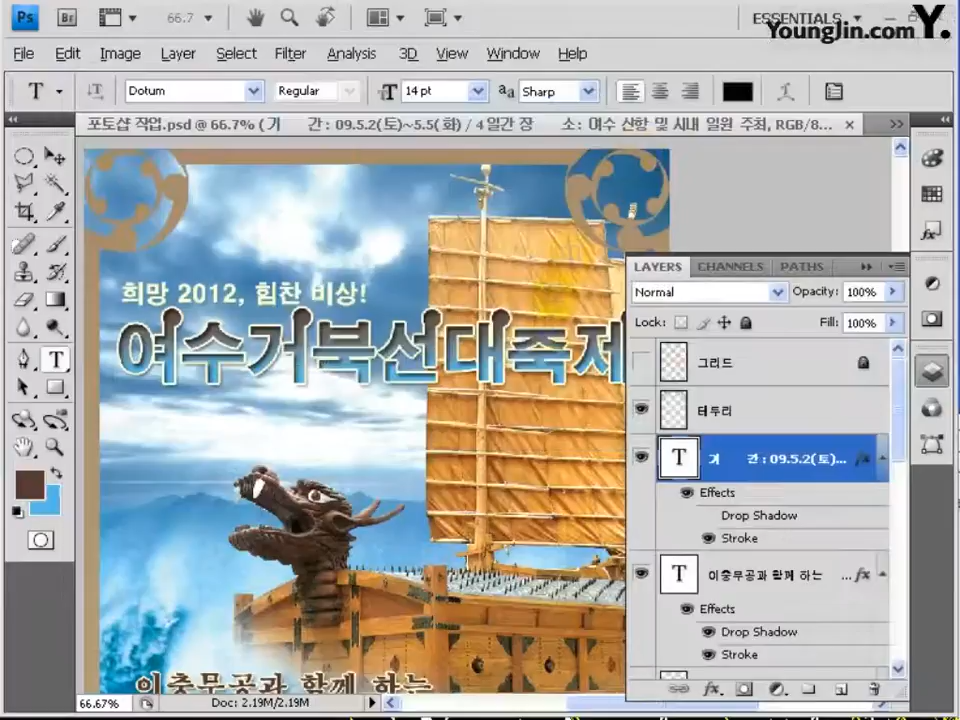 Ps Br 66.7 ESSENTIALS
YoungJin.com Y.
File Edit Image Layer Select Filter Analysis 3D View Window Help
T Dotum Regular 14 pt aa Sharp
포토샵 작업.psd @ 66.7% ( 기 간 : 09.5.2(토)~5.5(화) / 4일간 장 소 : 여수 신항 및 시내 일원 주최, RGB/8...
LAYERS CHANNELS PATHS
Normal Opacity: 100%
Lock: Fill: 100%
그리드
테두리
T 기 간 : 09.5.2(토)... fx
Effects
Drop Shadow
Stroke
T 이충무공과 함께 하는 ... fx
Effects
Drop Shadow
Stroke
희망 2012, 힘찬 비상!
여수거북선대축제
이충무공과 함께 하는
66.67% Doc: 2.19M/2.19M